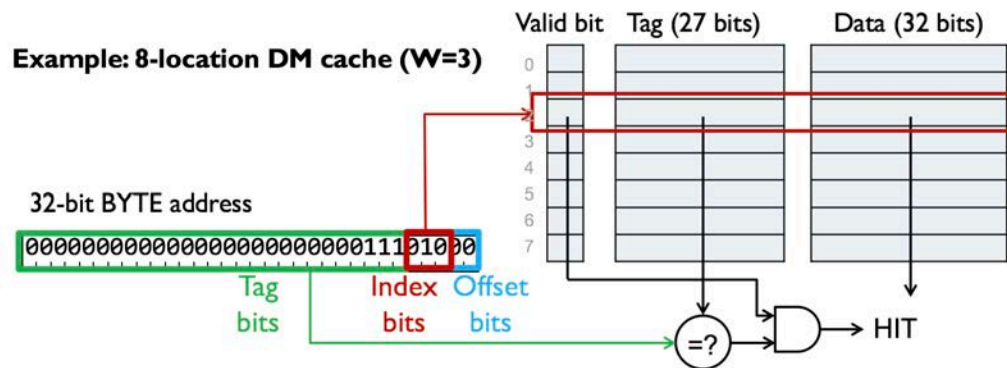 Valid bit Tag (27 bits) Data (32 bits)
Example: 8-location DM cache (W=3)
0
1
2
3
4
5
6
7
32-bit BYTE address
00000000000000000000000011101000
Tag bits
Index bits
Offset bits
=?
HIT